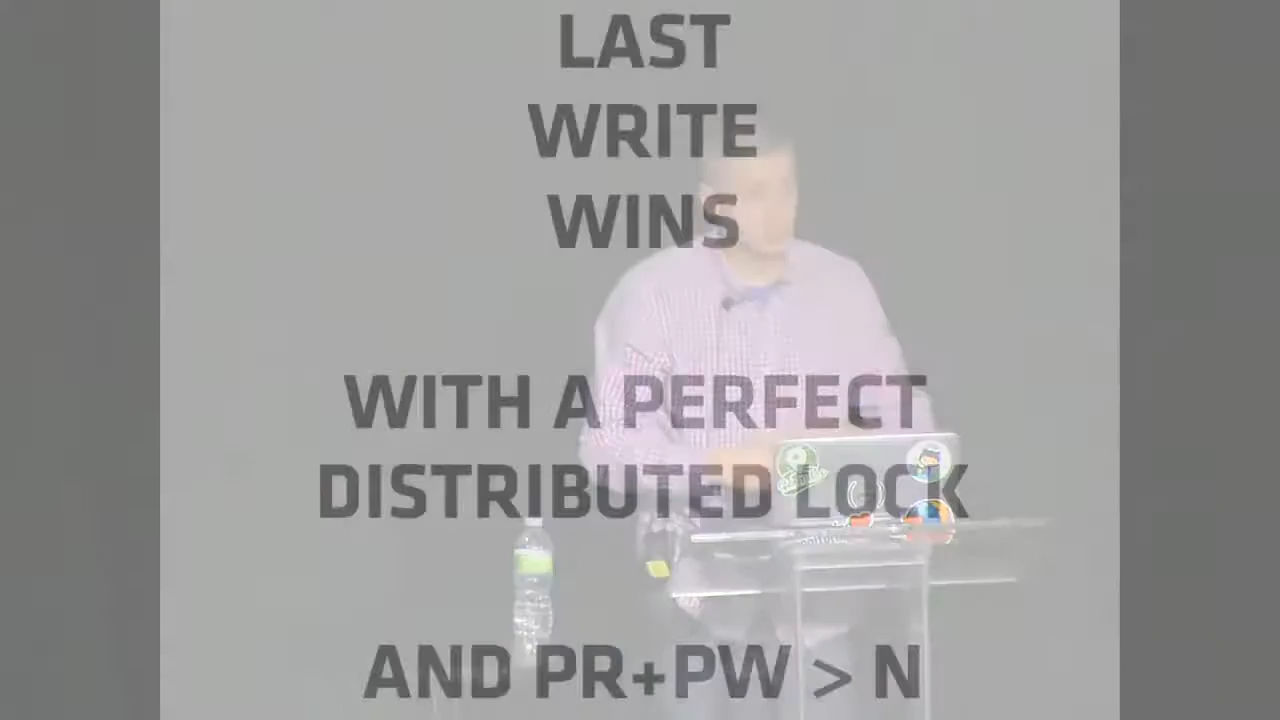 LAST
WRITE
WINS
WITH A PERFECT
DISTRIBUTED LOCK
AND PR+PW > N